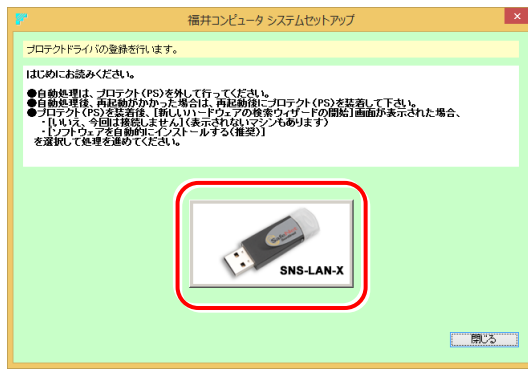 福井コンピュータ システムセットアップ
プロテクトドライバの登録を行います。
はじめにお読みください。
●自動処理は、プロテクト(PS)を外して行ってください。
●自動処理後、再起動がかかった場合は、再起動後にプロテクト(PS)を装着して下さい。
●プロテクト(PS)を装着後、[新しいハードウェアの検索ウィザードの開始]画面が表示された場合、
・[いいえ、今回は接続しません](表示されないマシンもあります)
・[ソフトウェアを自動的にインストールする(推奨)]
を選択して処理を進めてください。
SNS-LAN-X
閉じる